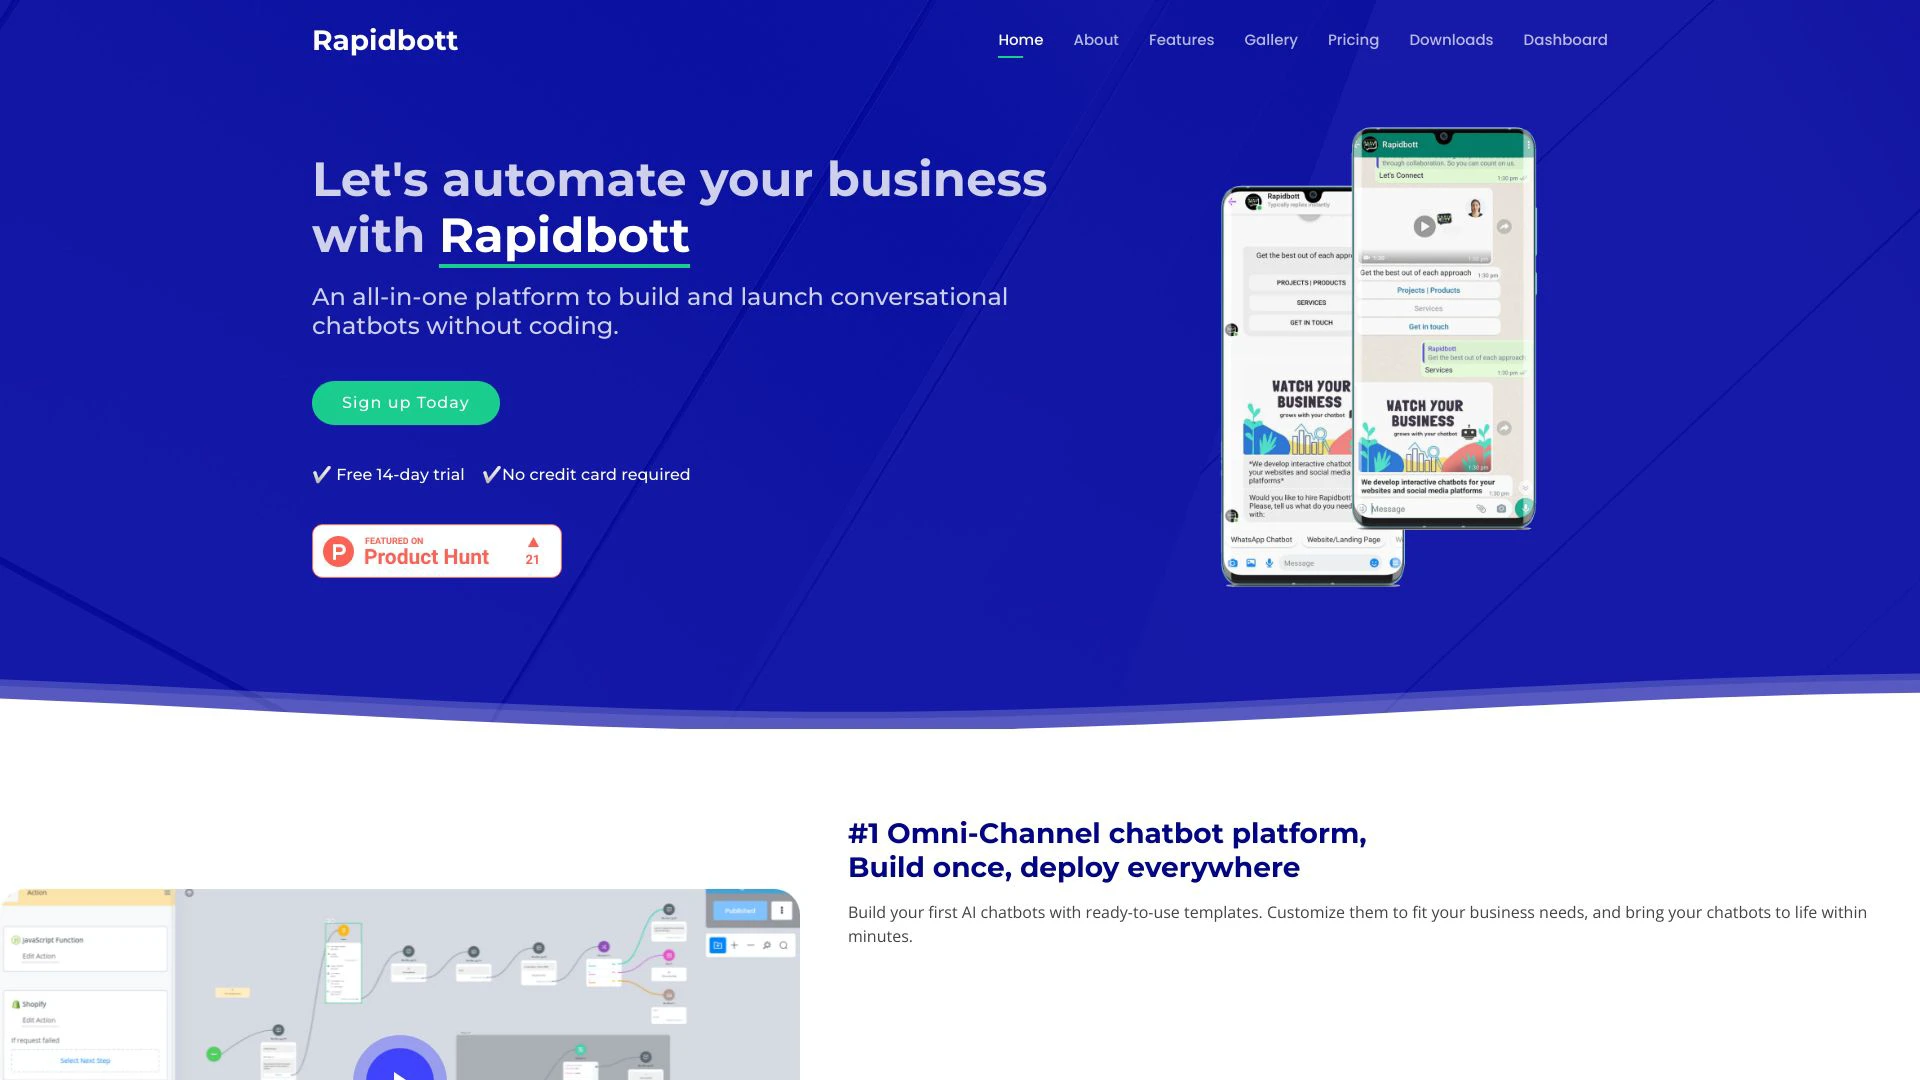 Rapidbott
Home
About
Features
Gallery
Pricing
Downloads
Dashboard
Let's automate your business
with Rapidbott
An all-in-one platform to build and launch conversational
chatbots without coding.
Sign up Today
✔️ Free 14-day trial ✔️No credit card required
FEATURED ON
Product Hunt
21
Rapidbott
Typically replies instantly
Get the best out of each appro
PROJECTS | PRODUCTS
SERVICES
GET IN TOUCH
WATCH YOUR
BUSINESS
grows with your chatbot
*We develop interactive chatbot
your websites and social media
platforms*
Would you like to hire Rapidbott
Please, tell us what do you need
with:
WhatsApp Chatbot
Website/Landing Page
Message
Rapidbott
through collaboration. So you can count on us.
Let's Connect
1:30 pm
1:30
1:30 pm
Get the best out of each approach
1:30 pm
Projects | Products
Services
Get in touch
Rapidbott
Get the best out of each approach
Services
1:30 pm
WATCH YOUR
BUSINESS
grows with your chatbot
1:30 pm
We develop interactive chatbots for your
websites and social media platforms
1:30 pm
Message
#1 Omni-Channel chatbot platform,
Build once, deploy everywhere
Build your first AI chatbots with ready-to-use templates. Customize them to fit your business needs, and bring your chatbots to life within
minutes.
Action
JavaScript Function
Edit Action
Shopify
Edit Action
If request failed
Select Next Step
Published